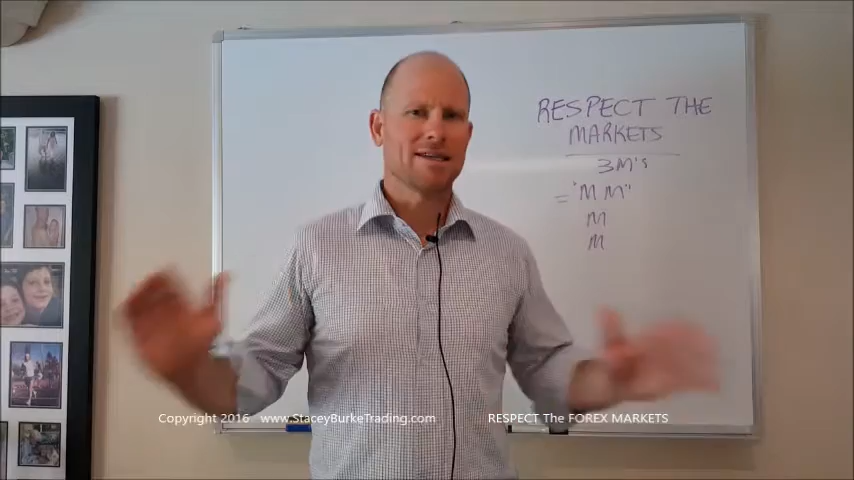 RESPECT THE
MARKETS
3M's
= "M M"
M
M
Copyright 2016 www.StaceyBurkeTrading.com RESPECT The FOREX MARKETS